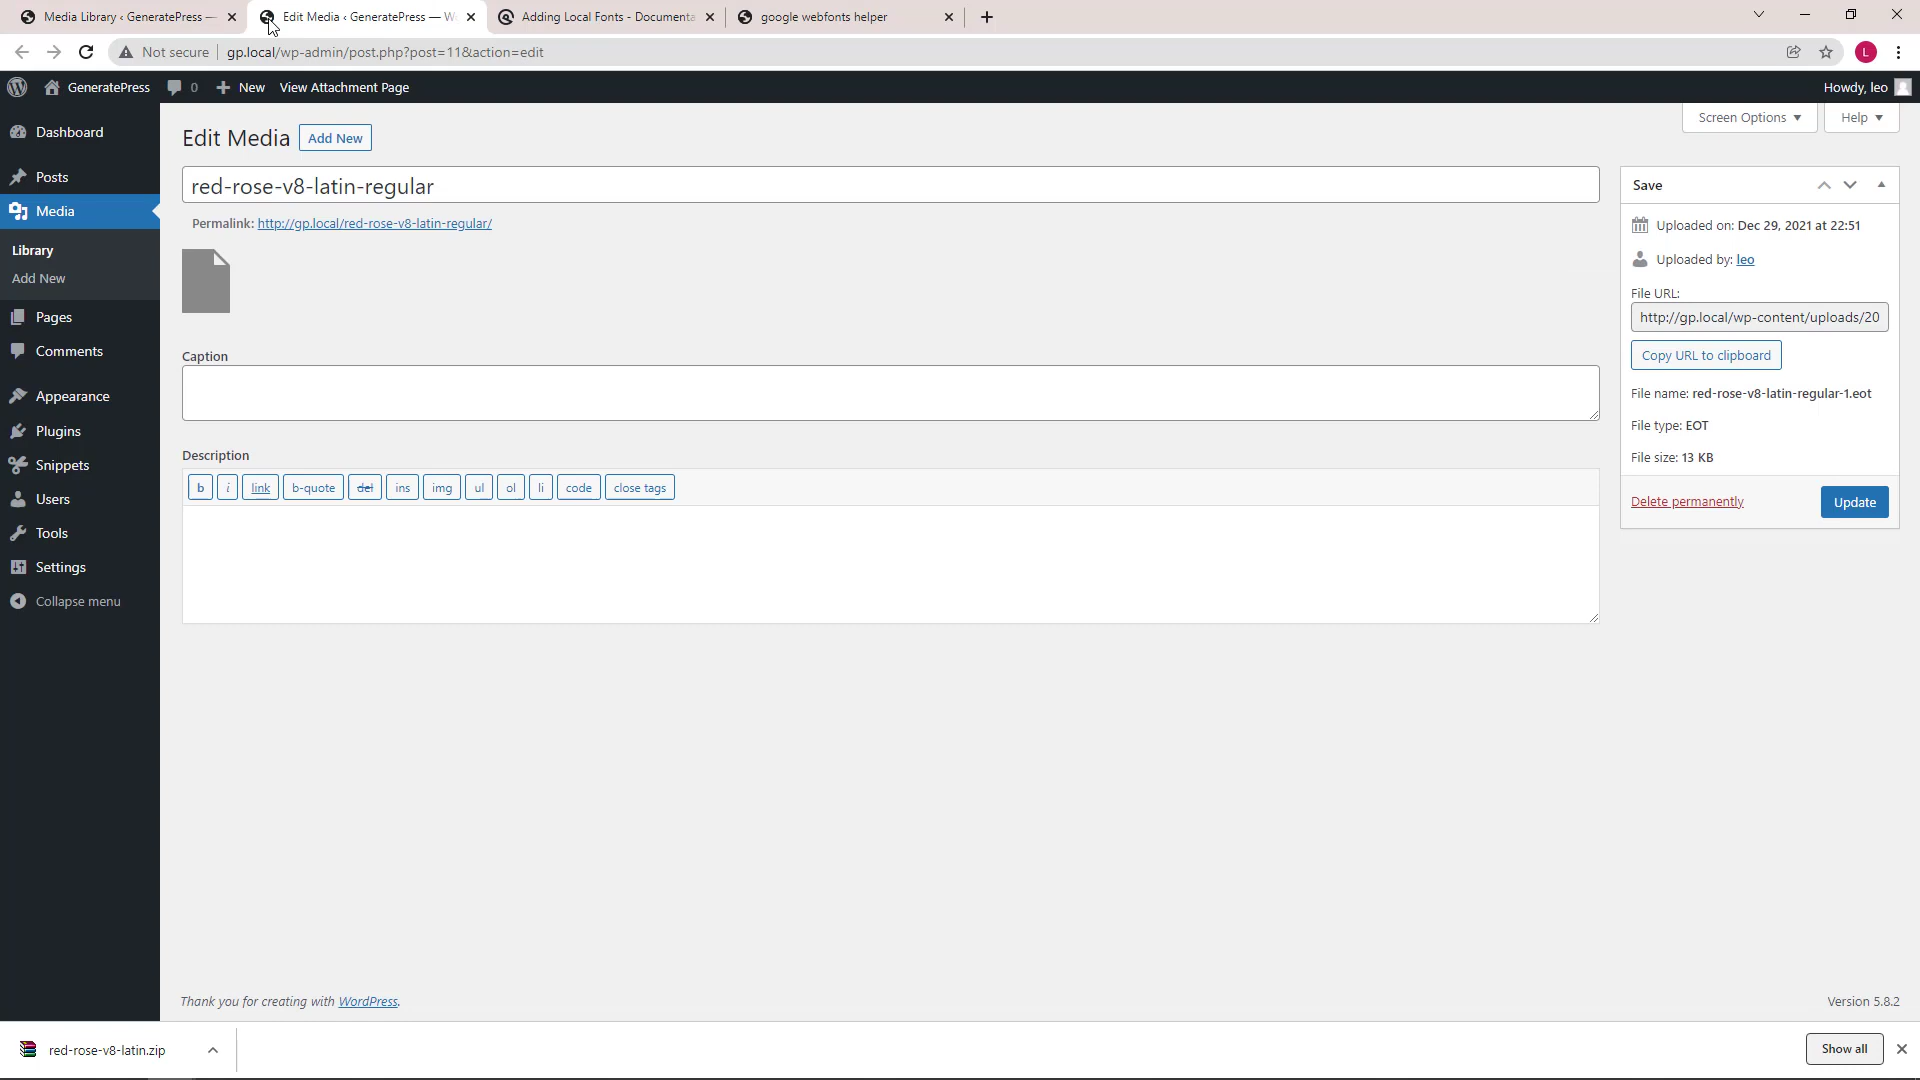 Media Library ‹ GeneratePress —
Edit Media ‹ GeneratePress — W
Adding Local Fonts - Documenta
google webfonts helper
Not secure
gp.local/wp-admin/post.php?post=11&action=edit
L
GeneratePress
0
New
View Attachment Page
Howdy, leo
Dashboard
Posts
Media
Library
Add New
Pages
Comments
Appearance
Plugins
Snippets
Users
Tools
Settings
Collapse menu
Screen Options
Help
Edit Media
Add New
red-rose-v8-latin-regular
Permalink: http://gp.local/red-rose-v8-latin-regular/
Caption
Description
b
i
link
b-quote
del
ins
img
ul
ol
li
code
close tags
Save
Uploaded on: Dec 29, 2021 at 22:51
Uploaded by: leo
File URL:
http://gp.local/wp-content/uploads/20
Copy URL to clipboard
File name: red-rose-v8-latin-regular-1.eot
File type: EOT
File size: 13 KB
Delete permanently
Update
Thank you for creating with WordPress.
Version 5.8.2
red-rose-v8-latin.zip
Show all